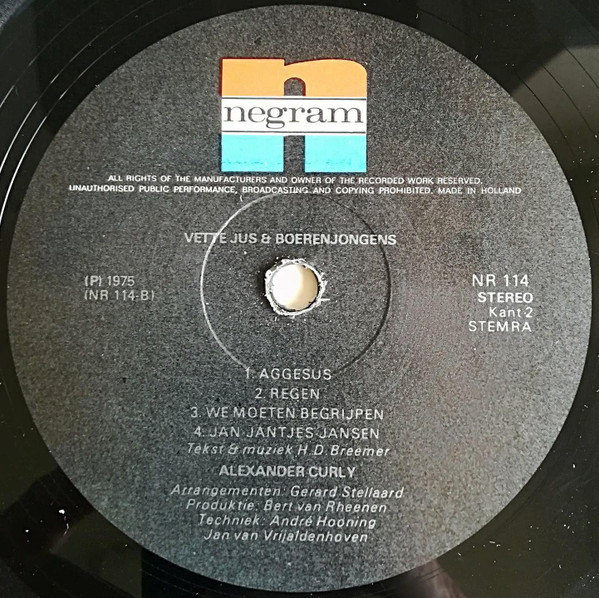 negram
ALL RIGHTS OF THE MANUFACTURERS AND OWNER OF THE RECORDED WORK RESERVED.
UNAUTHORISED PUBLIC PERFORMANCE, BROADCASTING AND COPYING PROHIBITED. MADE IN HOLLAND
VETTE JUS & BOERENJONGENS
(P) 1975
(NR 114-B)
NR 114
STEREO
Kant 2
STEMRA
1. AGGESUS
2. REGEN
3. WE MOETEN BEGRIJPEN
4. JAN JANTJES JANSEN
Tekst & muziek H.D. Breemer
ALEXANDER CURLY
Arrangementen: Gerard Stellaard
Produktie: Bert van Rheenen
Techniek: André Hooning
Jan van Vrijaldenhoven